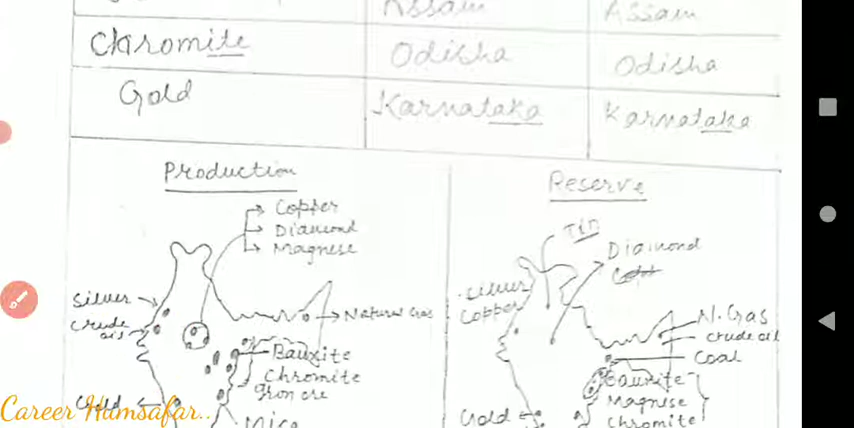 Assam Assam
Chromite Odisha Odisha
Gold Karnataka Karnataka
Production
Copper
Diamond
Magnese
Silver
Crude oil
Natural Gas
Bauxite
Chromite
Iron ore
Gold
Mica
Reserve
Tin
Diamond
Silver
Copper
N. Gas
Crude oil
Coal
Bauxite
Magnese
Chromite
Gold
Career Humsafar..